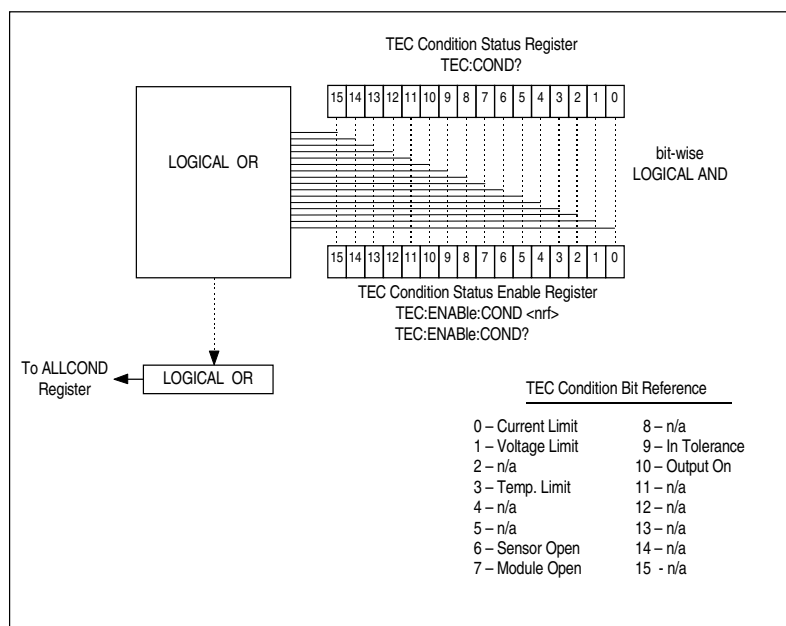 TEC Condition Status Register
TEC:COND?
15 14 13 12 11 10 9 8 7 6 5 4 3 2 1 0
LOGICAL OR
bit-wise
LOGICAL AND
15 14 13 12 11 10 9 8 7 6 5 4 3 2 1 0
TEC Condition Status Enable Register
TEC:ENABle:COND <nrf>
TEC:ENABle:COND?
To ALLCOND
Register
LOGICAL OR
TEC Condition Bit Reference
0 – Current Limit
1 – Voltage Limit
2 – n/a
3 – Temp. Limit
4 – n/a
5 – n/a
6 – Sensor Open
7 – Module Open
8 – n/a
9 – In Tolerance
10 – Output On
11 – n/a
12 – n/a
13 – n/a
14 – n/a
15 - n/a